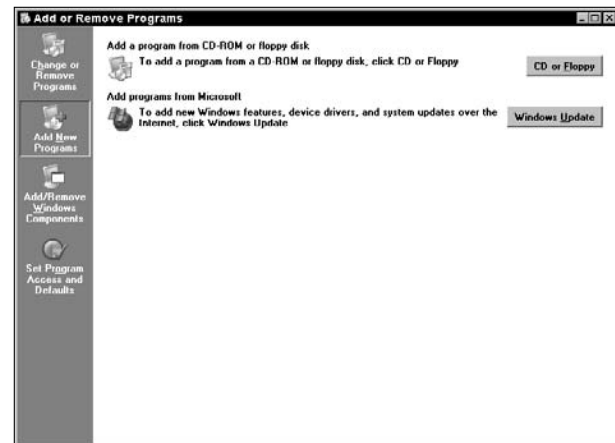 Add or Remove Programs
Change or
Remove
Programs
Add New
Programs
Add/Remove
Windows
Components
Set Program
Access and
Defaults
Add a program from CD-ROM or floppy disk
To add a program from a CD-ROM or floppy disk, click CD or Floppy
CD or Floppy
Add programs from Microsoft
To add new Windows features, device drivers, and system updates over the
Internet, click Windows Update
Windows Update